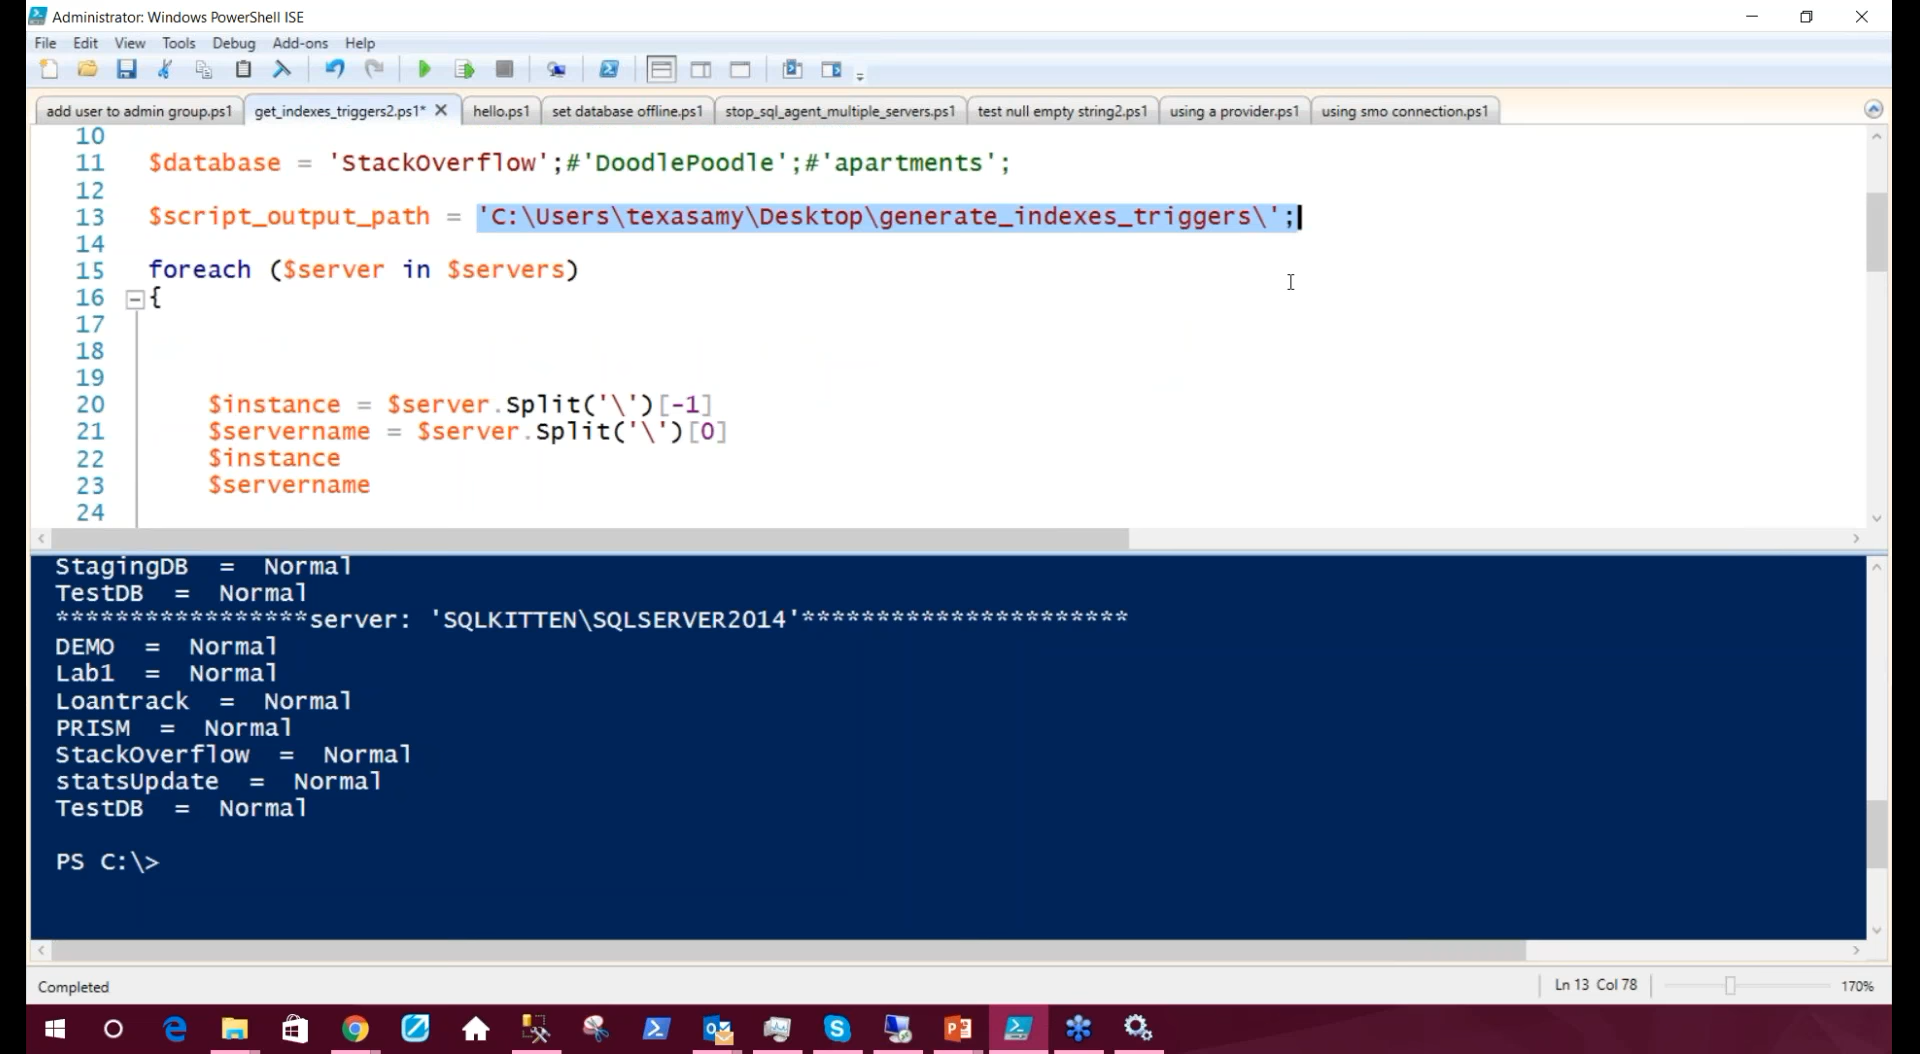 Administrator: Windows PowerShell ISE
File Edit View Tools Debug Add-ons Help
add user to admin group.ps1 get_indexes_triggers2.ps1* hello.ps1 set database offline.ps1 stop_sql_agent_multiple_servers.ps1 test null empty string2.ps1 using a provider.ps1 using smo connection.ps1
10
11 $database = 'StackOverflow';#'DoodlePoodle';#'apartments';
12
13 $script_output_path = 'C:\Users\texasamy\Desktop\generate_indexes_triggers\';
14
15 foreach ($server in $servers)
16 {
17
18
19
20 $instance = $server.Split('\')[-1]
21 $servername = $server.Split('\')[0]
22 $instance
23 $servername
24
StagingDB = Normal
TestDB = Normal
*****************server: 'SQLKITTEN\SQLSERVER2014'**********************
DEMO = Normal
Lab1 = Normal
Loantrack = Normal
PRISM = Normal
StackOverflow = Normal
statsUpdate = Normal
TestDB = Normal
PS C:\>
Completed
Ln 13 Col 78
170%